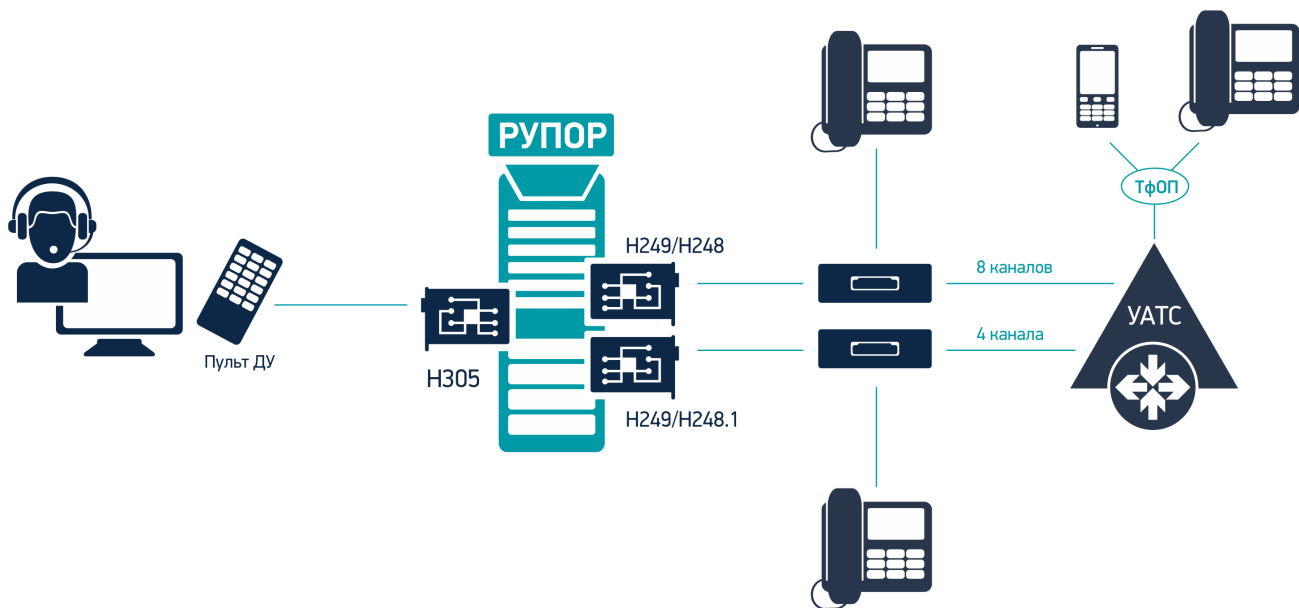 РУПОР
ТфОП
Н249/Н248
8 каналов
УАТС
4 канала
Пульт ДУ
Н305
Н249/Н248.1